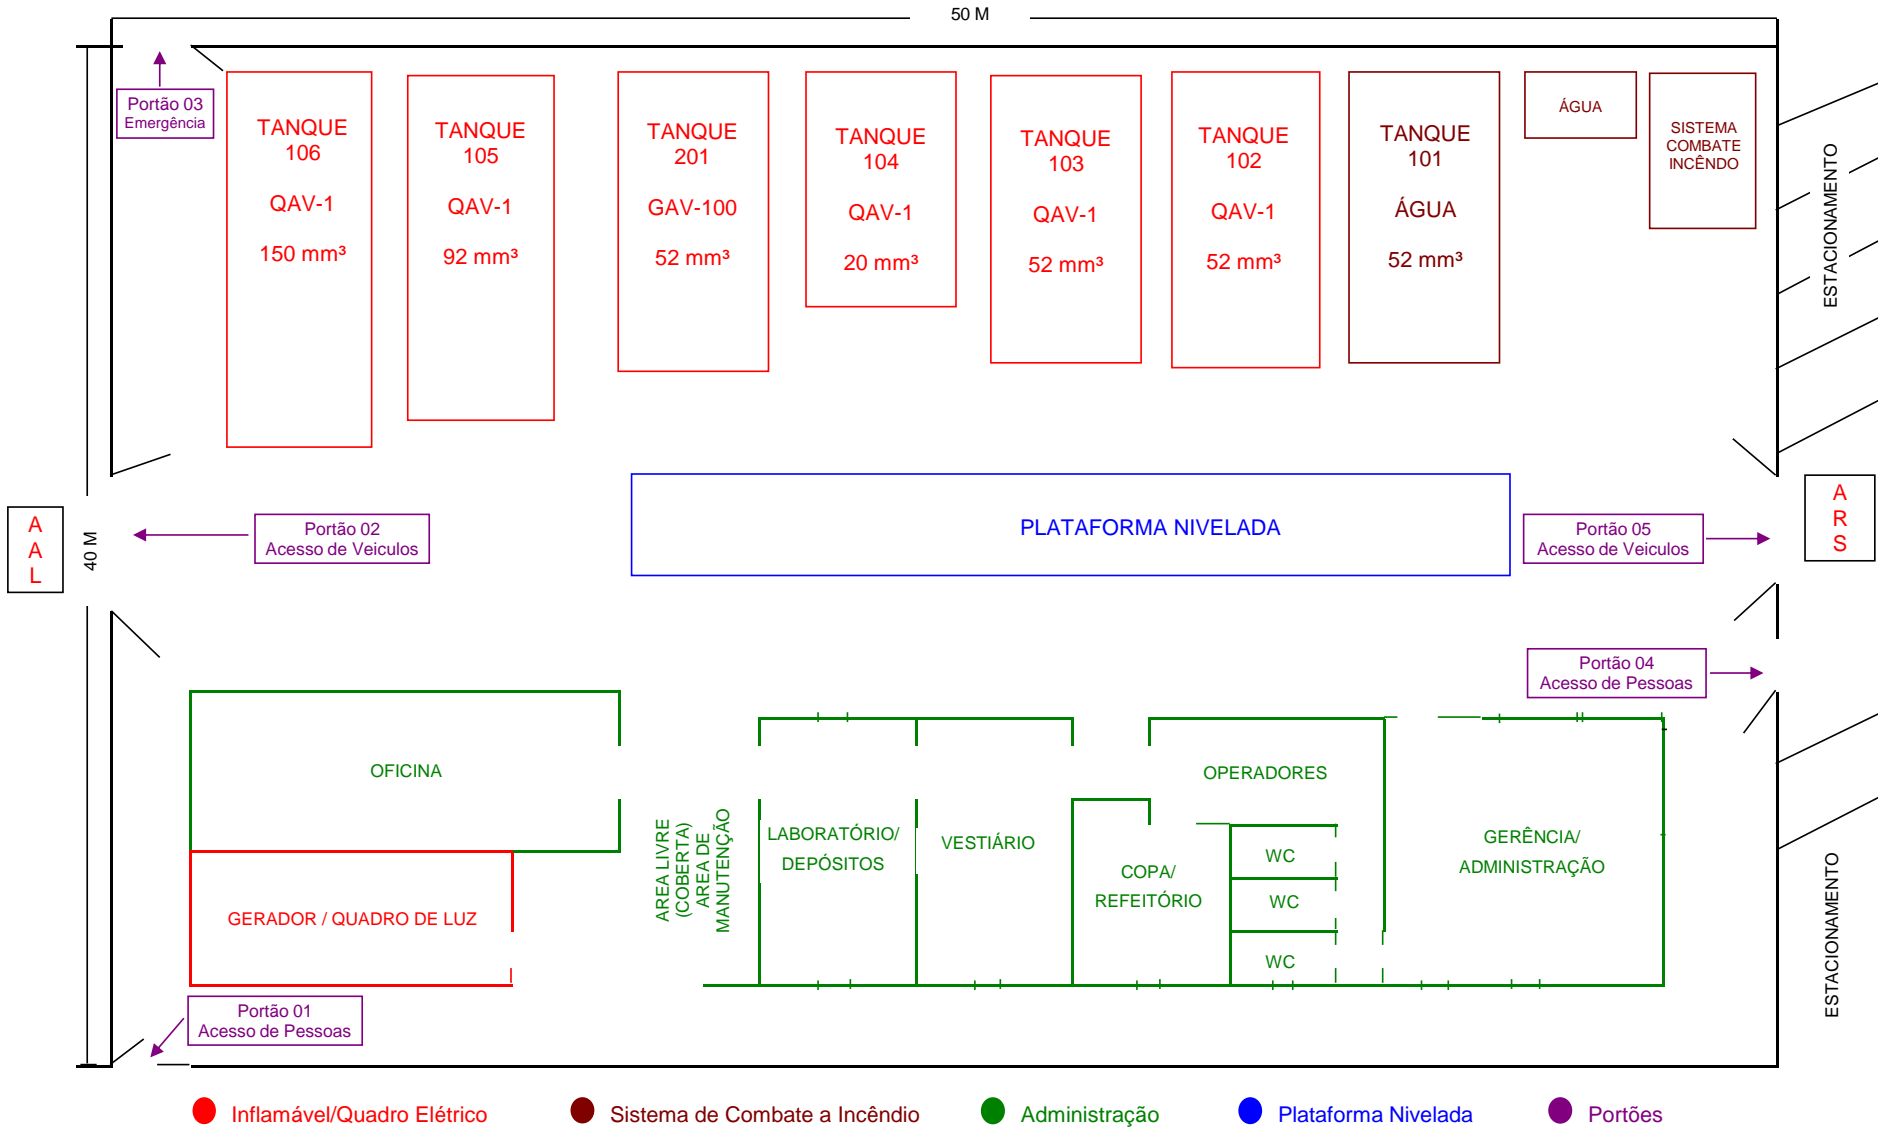 50 M
Portão 03
Emergência
TANQUE
106
QAV-1
150 mm³
TANQUE
105
QAV-1
92 mm³
TANQUE
201
GAV-100
52 mm³
TANQUE
104
QAV-1
20 mm³
TANQUE
103
QAV-1
52 mm³
TANQUE
102
QAV-1
52 mm³
TANQUE
101
ÁGUA
52 mm³
ÁGUA
SISTEMA
COMBATE
INCÊNDO
ESTACIONAMENTO
A
A
L
40 M
Portão 02
Acesso de Veiculos
PLATAFORMA NIVELADA
Portão 05
Acesso de Veiculos
A
R
S
Portão 04
Acesso de Pessoas
OFICINA
GERADOR / QUADRO DE LUZ
AREA LIVRE
(COBERTA)
AREA DE
MANUTENÇÃO
LABORATÓRIO/
DEPÓSITOS
VESTIÁRIO
COPA/
REFEITÓRIO
OPERADORES
WC
WC
WC
GERÊNCIA/
ADMINISTRAÇÃO
ESTACIONAMENTO
Portão 01
Acesso de Pessoas
Inflamável/Quadro Elétrico
Sistema de Combate a Incêndio
Administração
Plataforma Nivelada
Portões